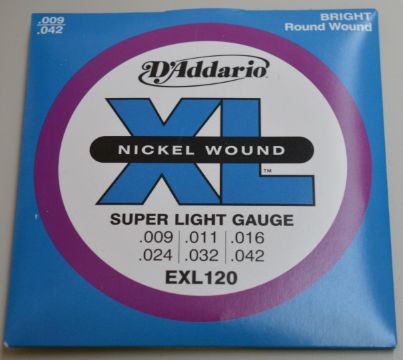 .009
.042
BRIGHT
Round Wound
D'Addario
XL
NICKEL WOUND
TM
SUPER LIGHT GAUGE
.009 .011 .016
.024 .032 .042
EXL120